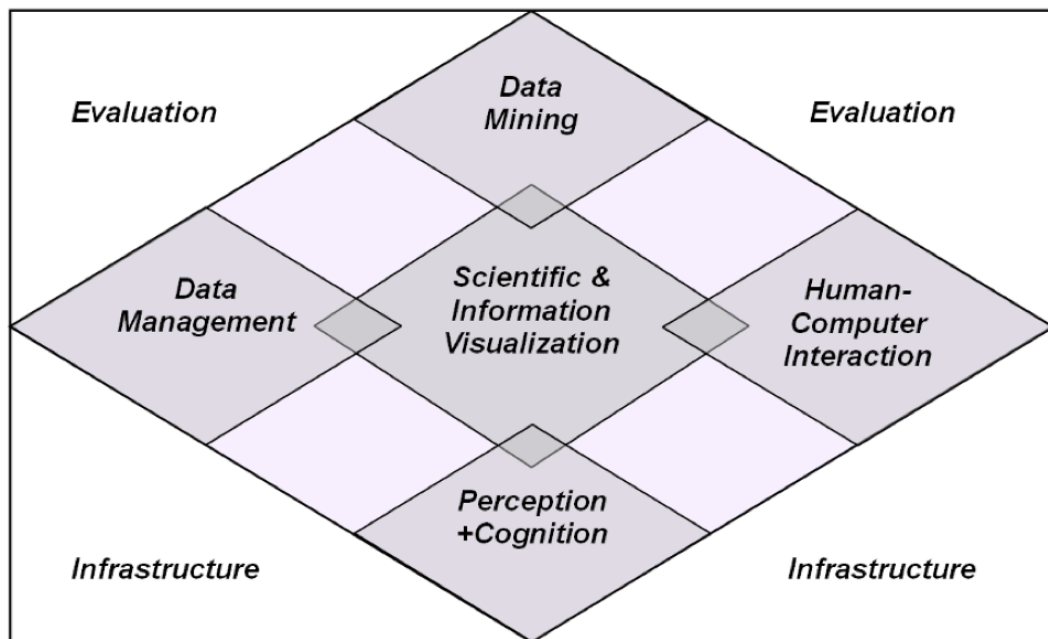 Evaluation
Data
Mining
Evaluation
Data
Management
Scientific &
Information
Visualization
Human-
Computer
Interaction
Perception
+Cognition
Infrastructure
Infrastructure